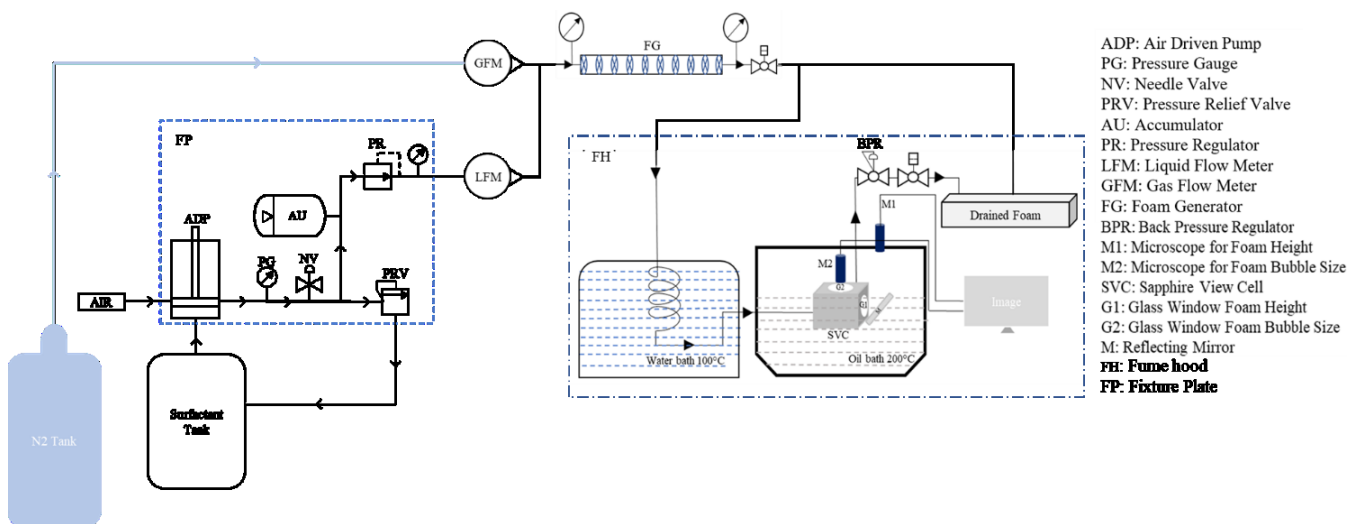 FG
GFM
FP
PR
LFM
AU
ADP
PG
NV
PRV
AIR
Surfactant
Tank
N2 Tank
FH
BPR
M1
Drained Foam
M2
G2
G1
M
SVC
Image
Water bath 100°C
Oil bath 200°C
ADP: Air Driven Pump
PG: Pressure Gauge
NV: Needle Valve
PRV: Pressure Relief Valve
AU: Accumulator
PR: Pressure Regulator
LFM: Liquid Flow Meter
GFM: Gas Flow Meter
FG: Foam Generator
BPR: Back Pressure Regulator
M1: Microscope for Foam Height
M2: Microscope for Foam Bubble Size
SVC: Sapphire View Cell
G1: Glass Window Foam Height
G2: Glass Window Foam Bubble Size
M: Reflecting Mirror
FH: Fume hood
FP: Fixture Plate